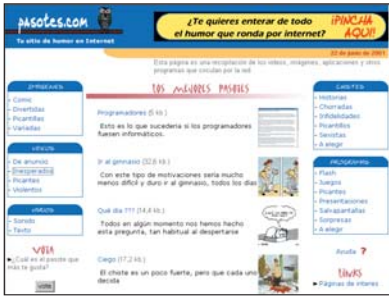 pasotes.com
Tu sitio de humor en Internet
¿Te quieres enterar de todo
el humor que ronda por internet?
¡PINCHA
AQUÍ!
22 de junio de 2001
Esta página es una recopilación de los videos, imágenes, aplicaciones y otros
programas que circulan por la red.
IMÁGENES
- Comic
- Divertidas
- Picantillas
- Variadas
VIDEOS
- De anuncio
- Inesperados
- Picantes
- Violentos
VARIOS
- Sonido
- Texto
VOTA
¿Cuál es el pasote que
más te gusta?
vote
LOS MEJORES PASOTES
Programadores (5 kb.)
Esto es lo que sucedería si los programadores
fuesen informáticos.
Ir al gimnasio (32,6 kb.)
Con este tipo de motivaciones sería mucho
menos difícil y duro ir al gimnasio, todos los días
Qué día ??? (14,4 kb.)
Todos en algún momento nos hemos hecho
esta pregunta, tan habitual al despertarse
Ciego (17,2 kb.)
El chiste es un poco fuerte, pero que cada uno
decida
CHISTES
- Historias
- Chorradas
- Infidelidades
- Picantillos
- Sexistas
- A elegir
PROGRAMAS
- Flash
- Juegos
- Picantes
- Presentaciones
- Salvapantallas
- Sorpresas
- A elegir
Ayuda ?
LINKS
Páginas de interes